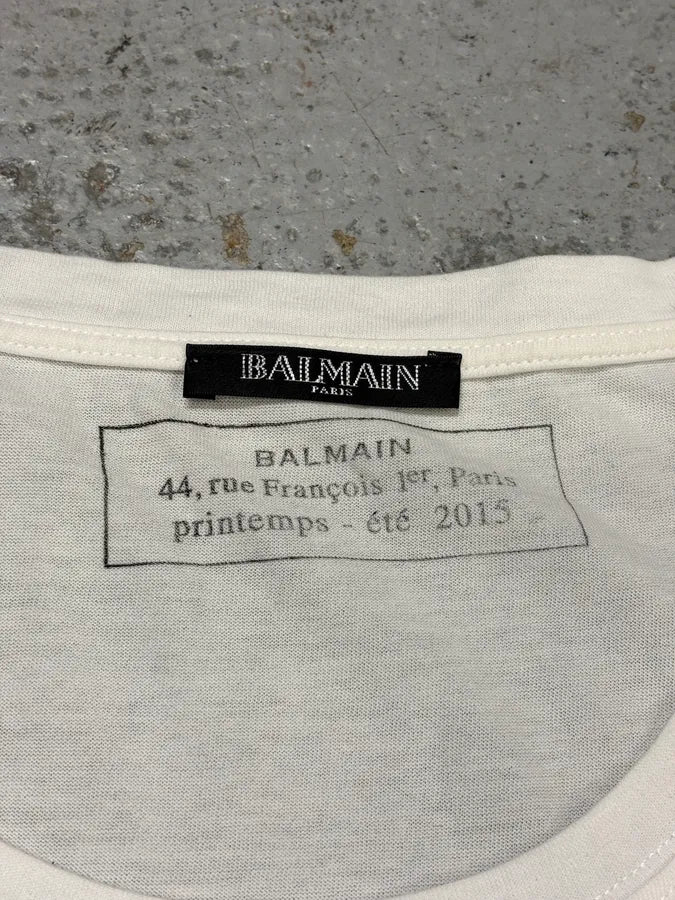 BALMAIN
PARIS
BALMAIN
44, rue François 1er, Paris
printemps - été 2015